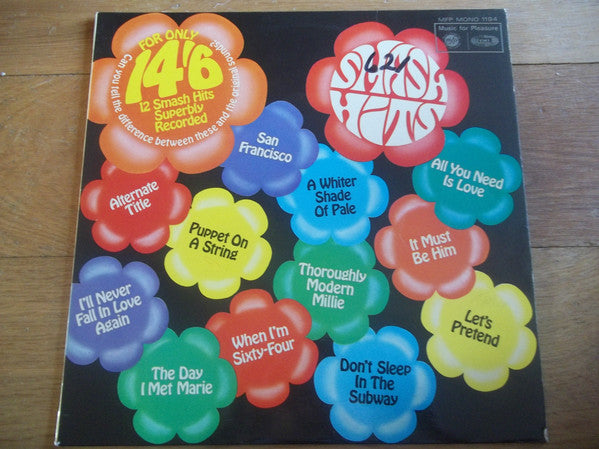 MFP MONO 1194
Music for Pleasure
FOR ONLY
14'6
12 Smash Hits
Superbly
Recorded
Can you tell the difference between these and the original sounds?
SMASH
HITS
621
San
Francisco
All You Need
Is Love
A Whiter
Shade
Of Pale
Alternate
Title
Puppet On
A String
It Must
Be Him
Thoroughly
Modern
Millie
I'll Never
Fall In Love
Again
When I'm
Sixty-Four
Let's
Pretend
The Day
I Met Marie
Don't Sleep
In The
Subway